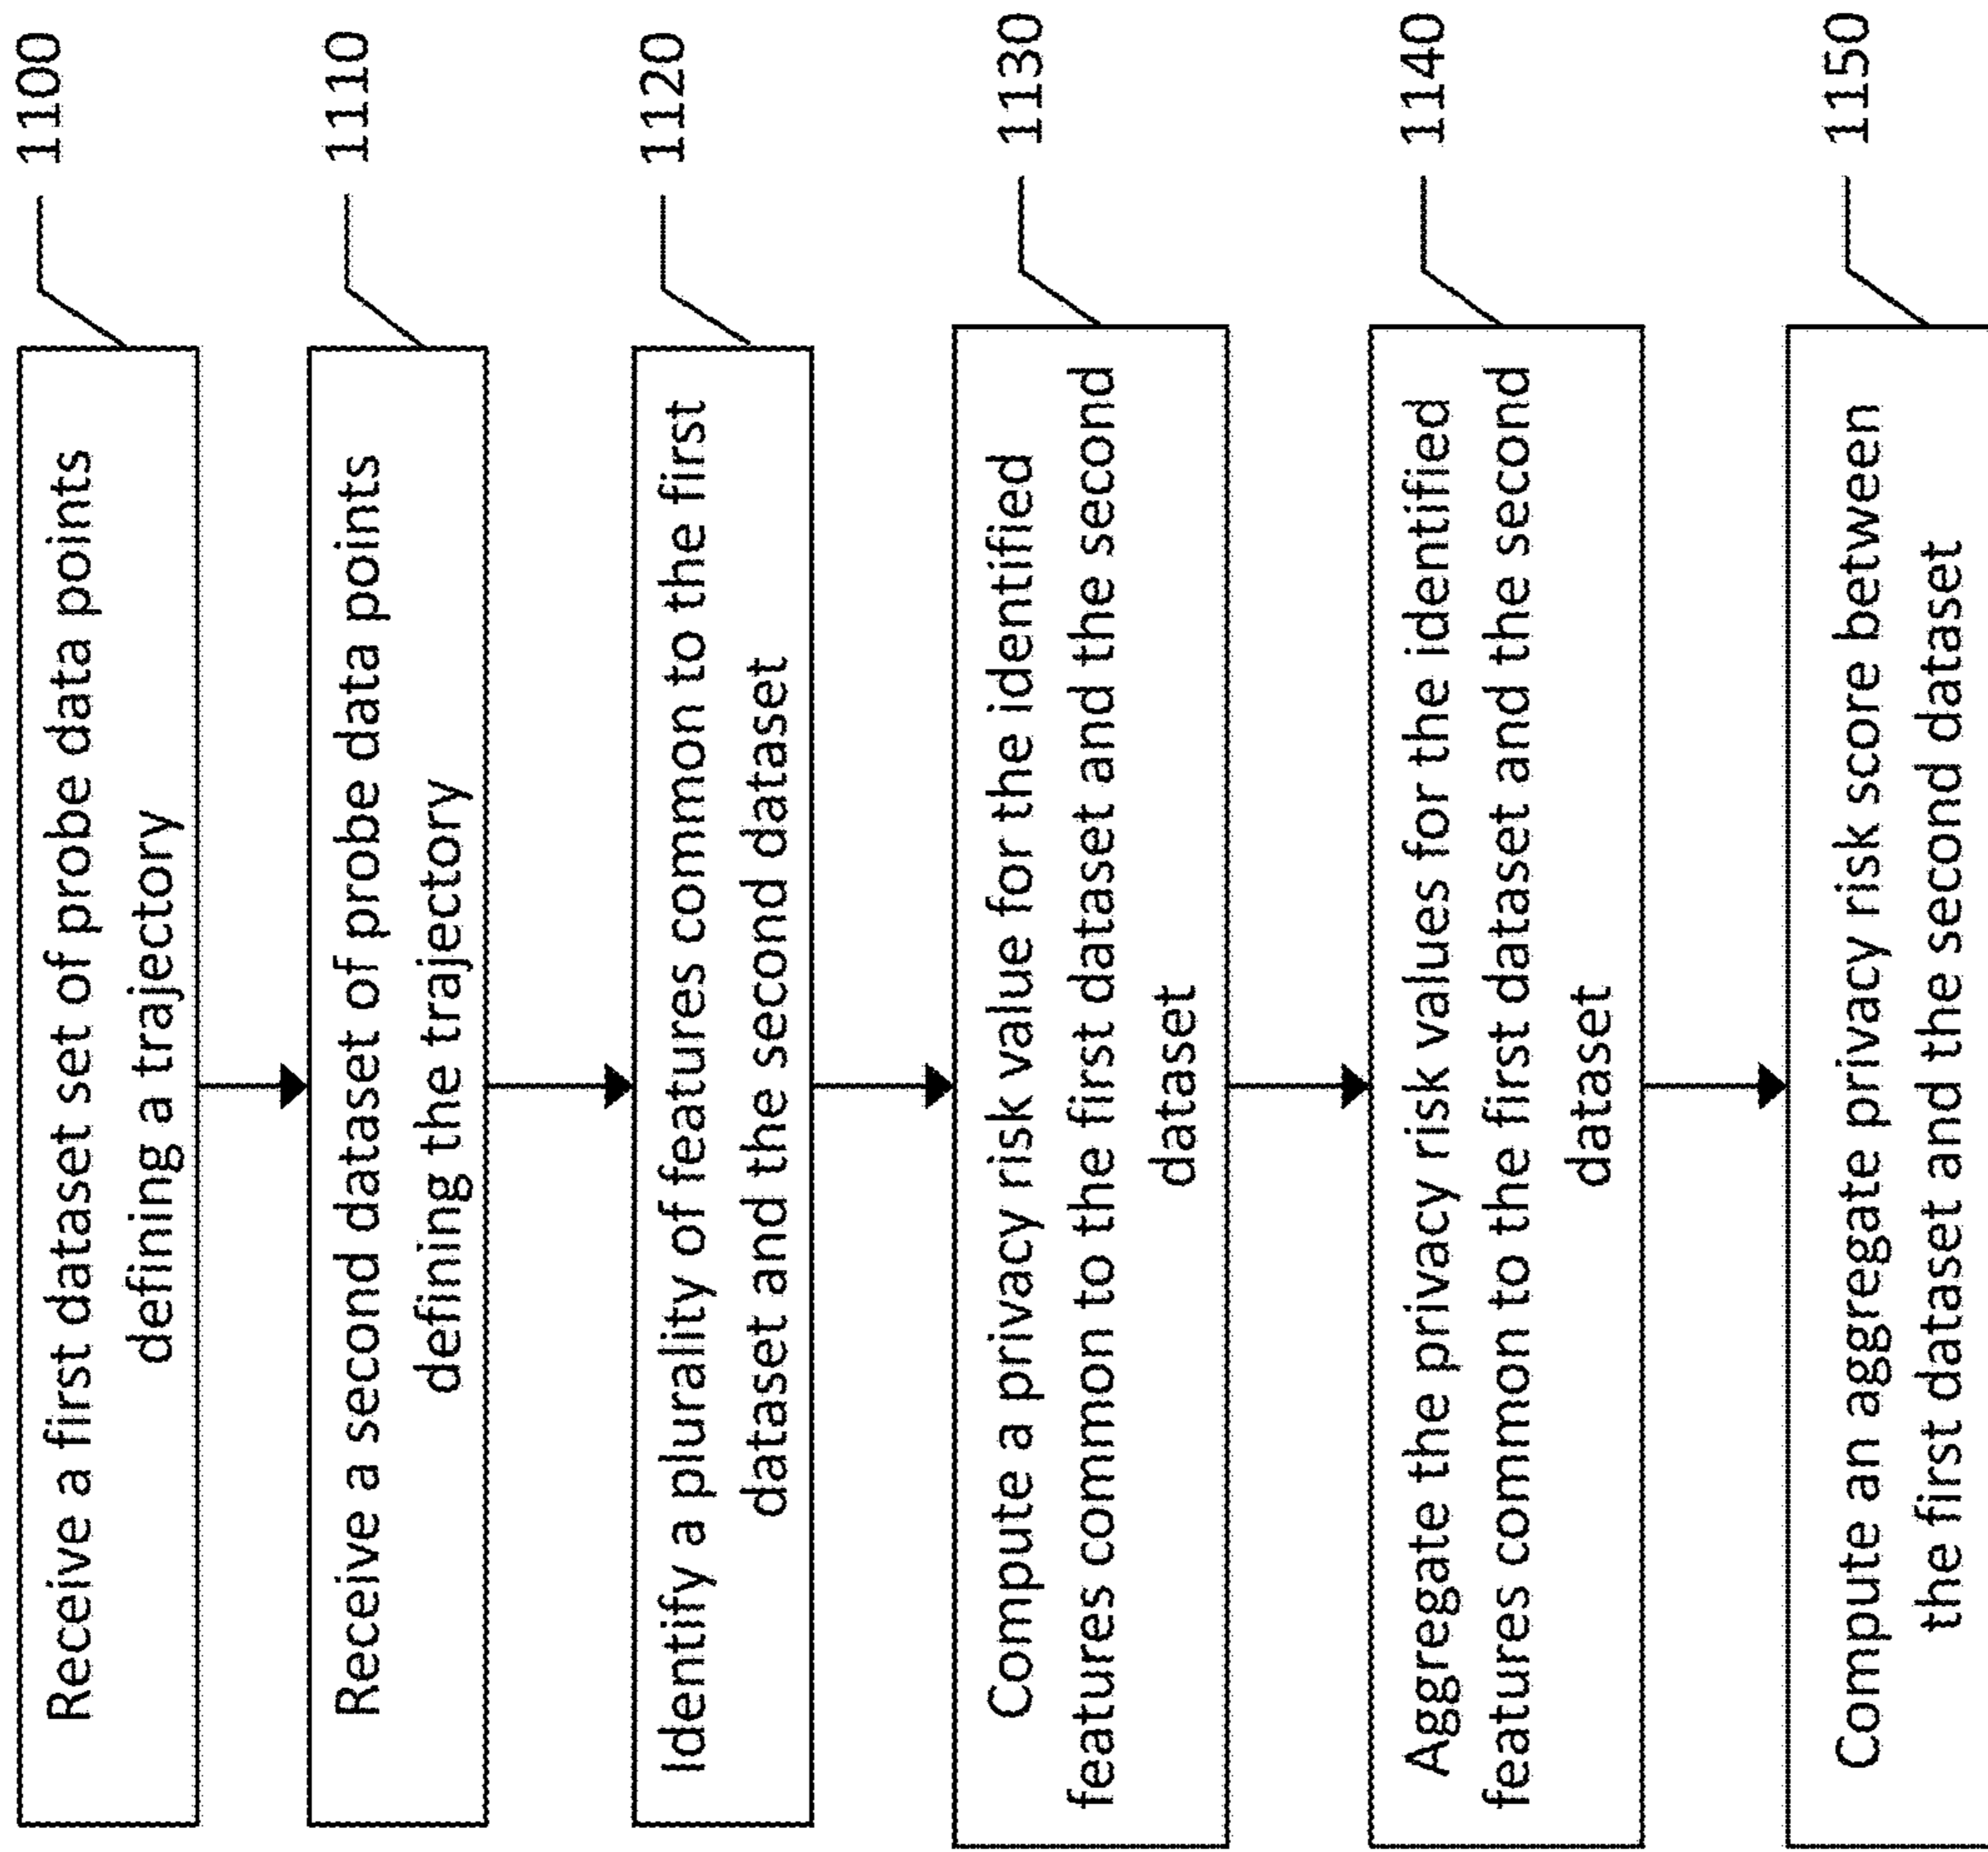 Receive a first dataset set of probe data points
defining a trajectory
1100
Receive a second dataset of probe data points
defining the trajectory
1110
Identify a plurality of features common to the first
dataset and the second dataset
1120
Compute a privacy risk value for the identified
features common to the first dataset and the second
dataset
1130
Aggregate the privacy risk values for the identified
features common to the first dataset and the second
dataset
1140
Compute an aggregate privacy risk score between
the first dataset and the second dataset
1150